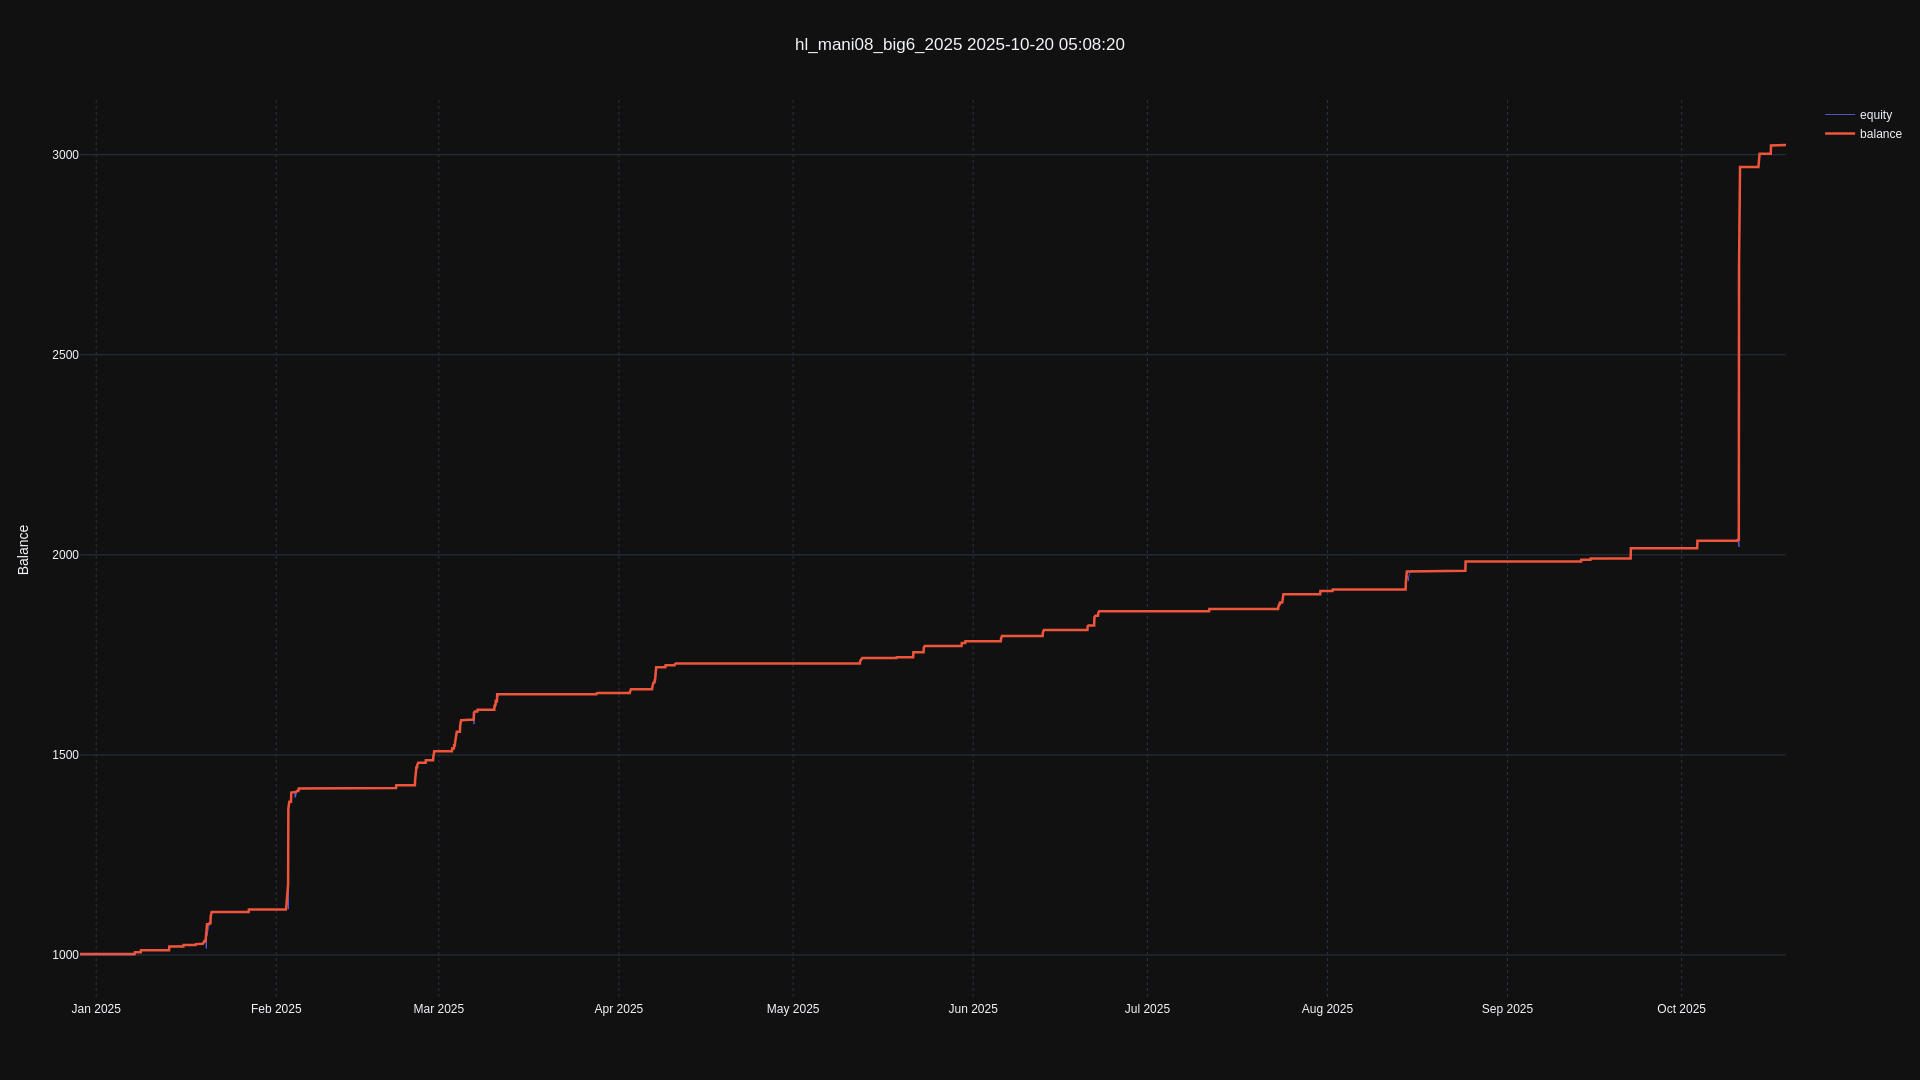 hl_mani08_big6_2025 2025-10-20 05:08:20
equity
balance
Balance
3000
2500
2000
1500
1000
Jan 2025
Feb 2025
Mar 2025
Apr 2025
May 2025
Jun 2025
Jul 2025
Aug 2025
Sep 2025
Oct 2025